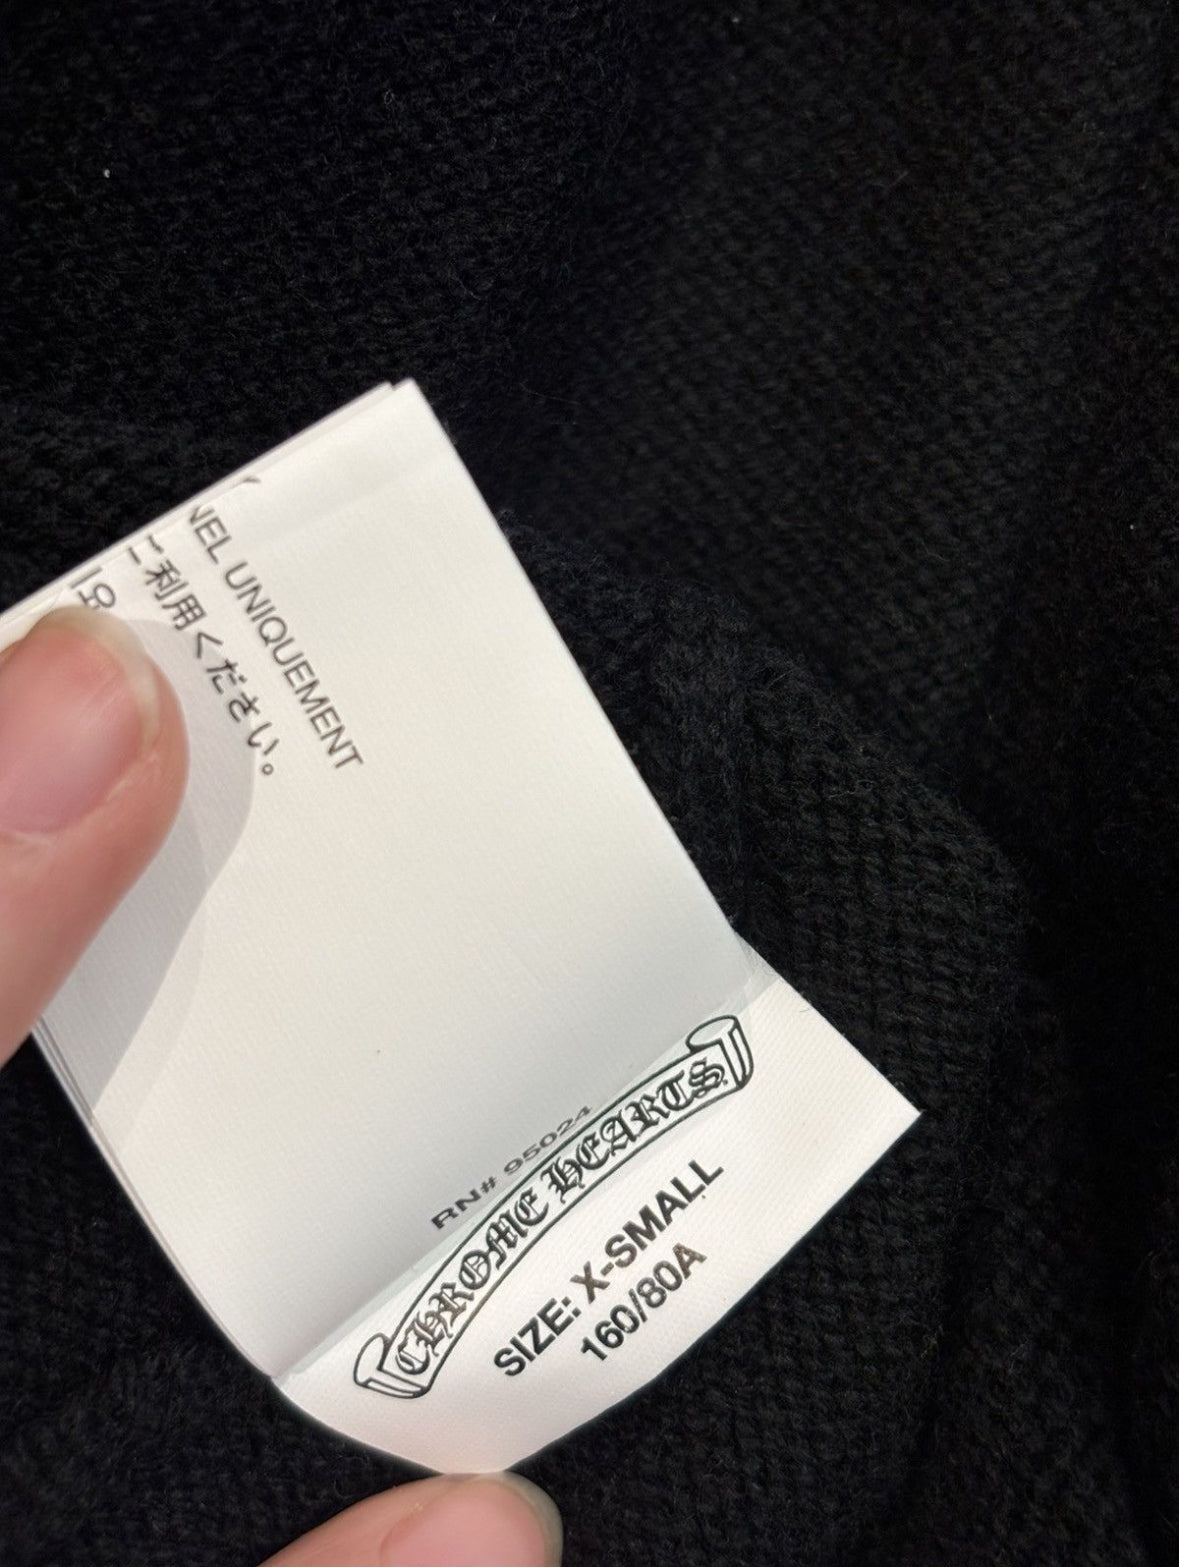 NEL UNIQUEMENT
ご利用ください。
RN# 95024
CHROME HEARTS
SIZE: X-SMALL
160/80A